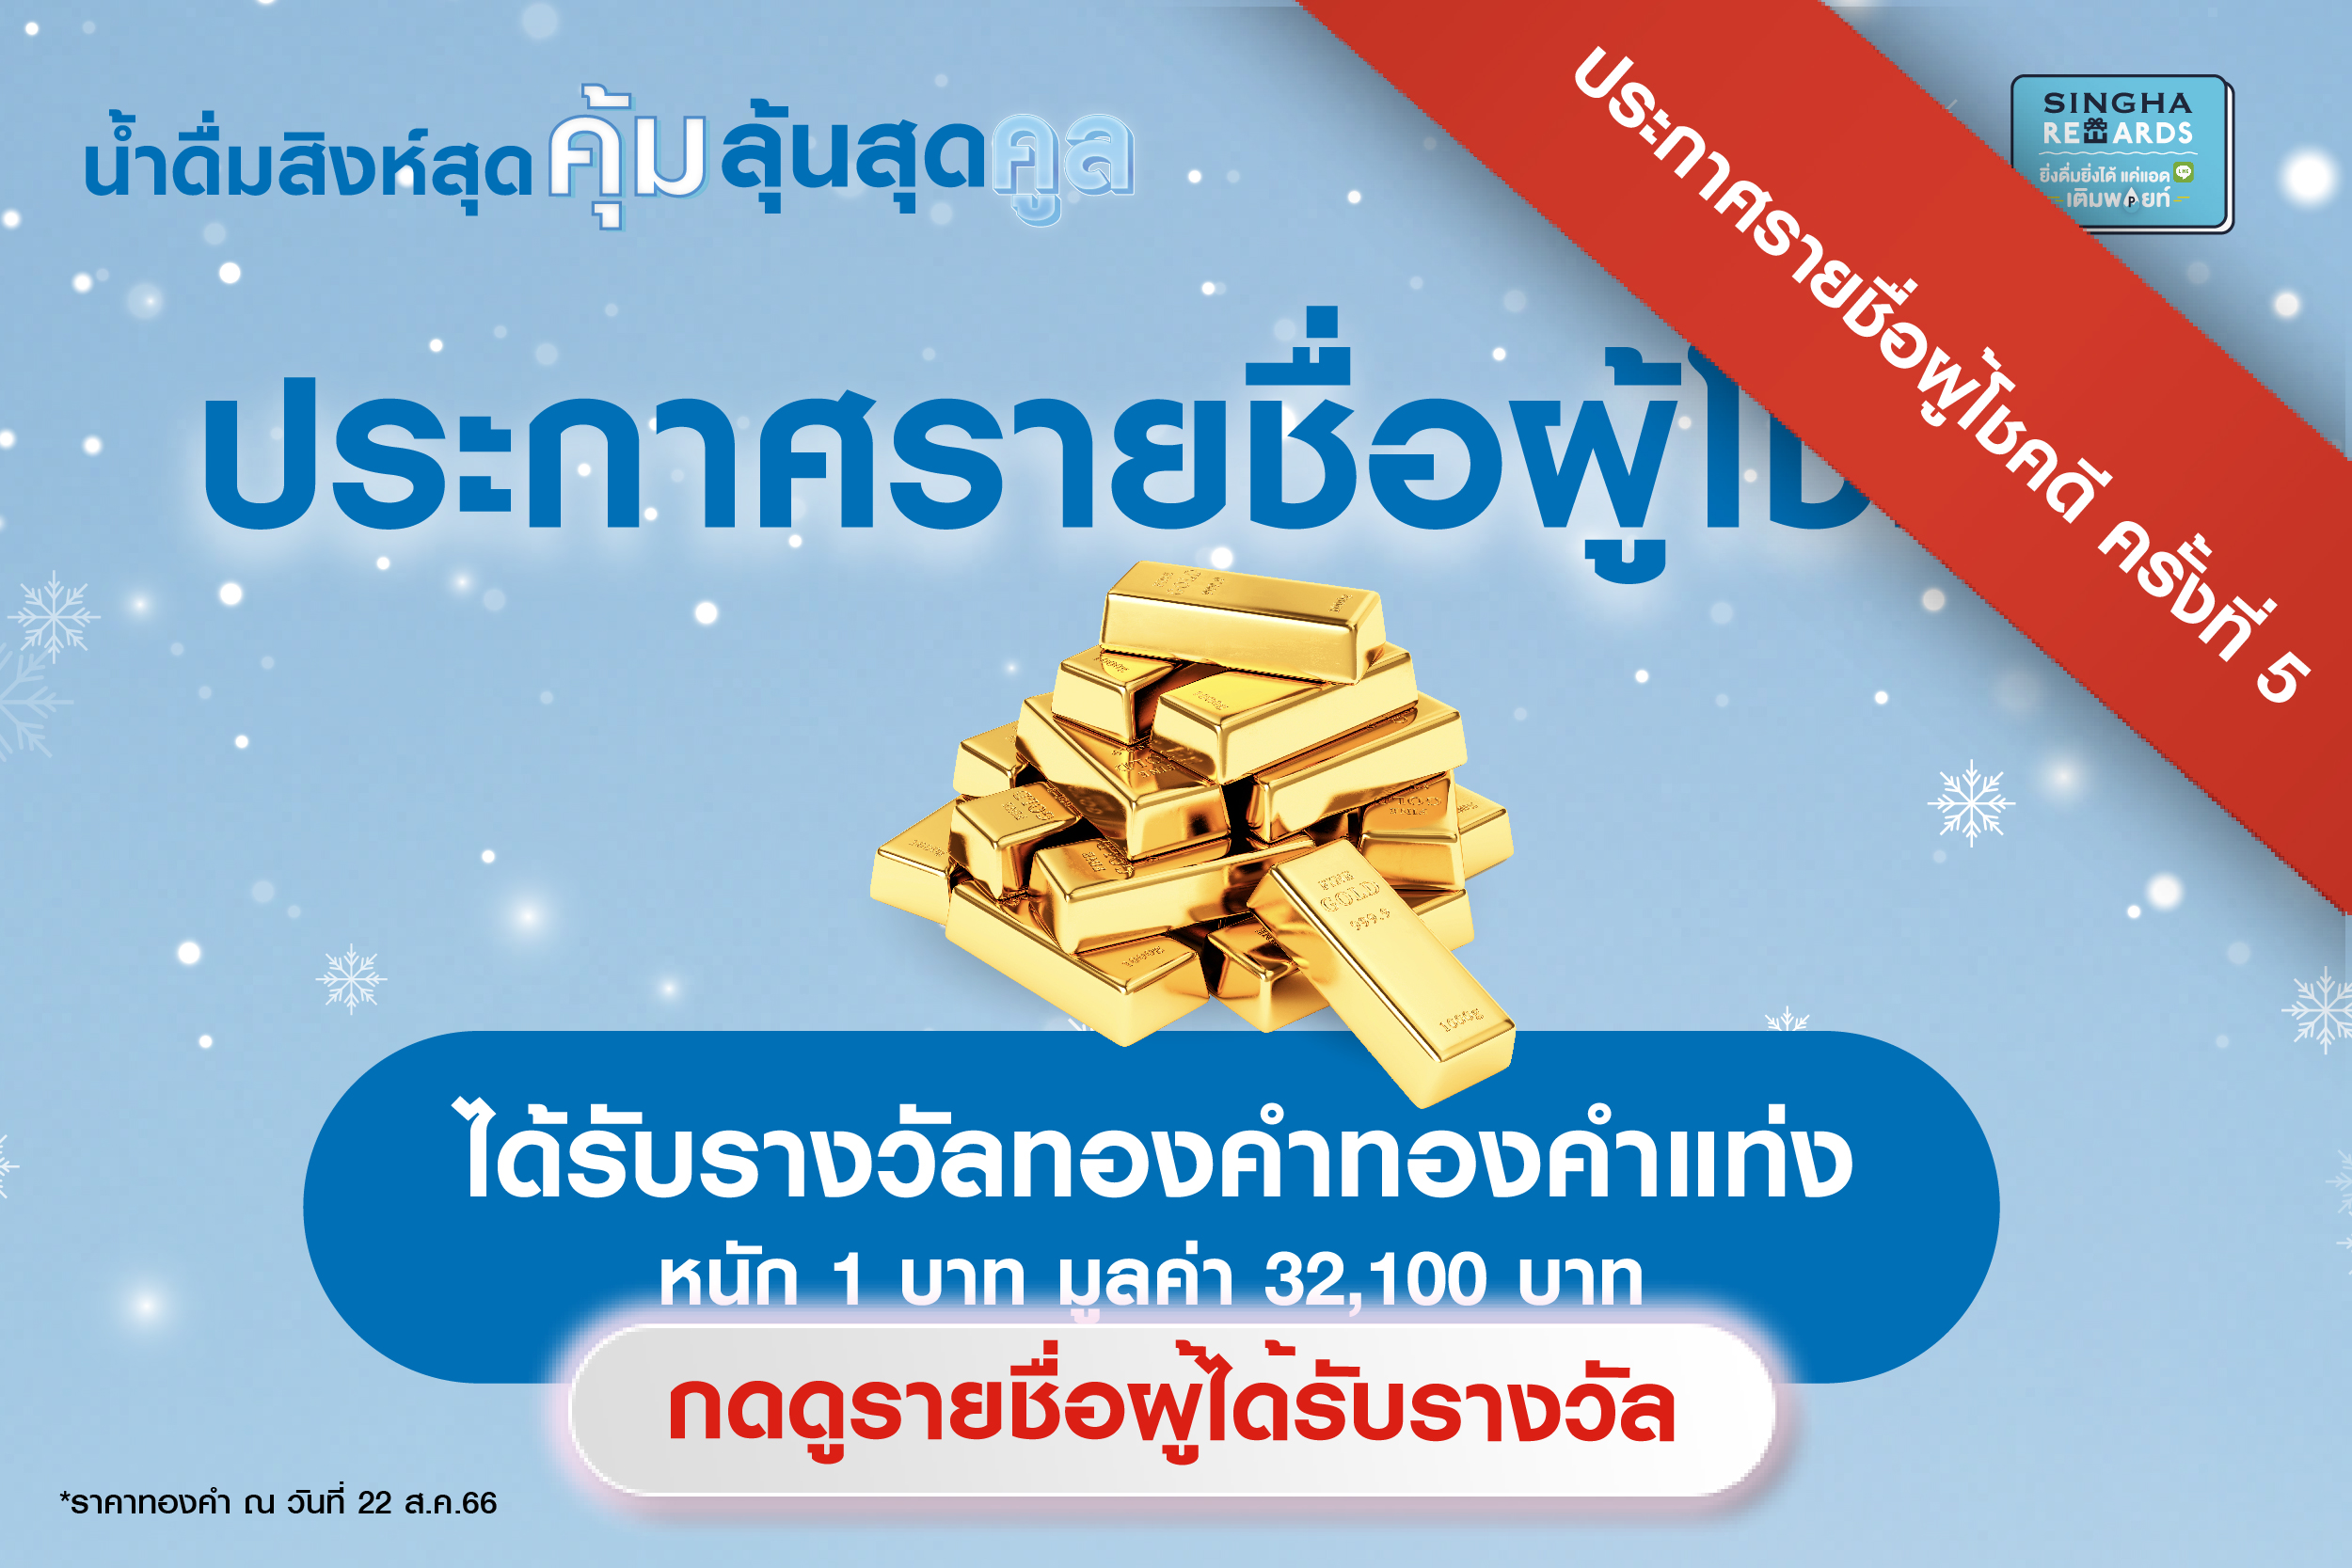 น้ำดื่มสิงห์สุดคุ้มลุ้นสุดคูล
SINGHA
REWARDS
ยิ่งดื่มยิ่งได้ แค่แอด LINE
เติมพอยท์
ประกาศรายชื่อผู้โชคดี ครั้งที่ 5
ประกาศรายชื่อผู้
FINE
GOLD
999.9
1000g
ได้รับรางวัลทองคำทองคำแท่ง
หนัก 1 บาท มูลค่า 32,100 บาท
กดดูรายชื่อผู้ได้รับรางวัล
*ราคาทองคำ ณ วันที่ 22 ส.ค.66